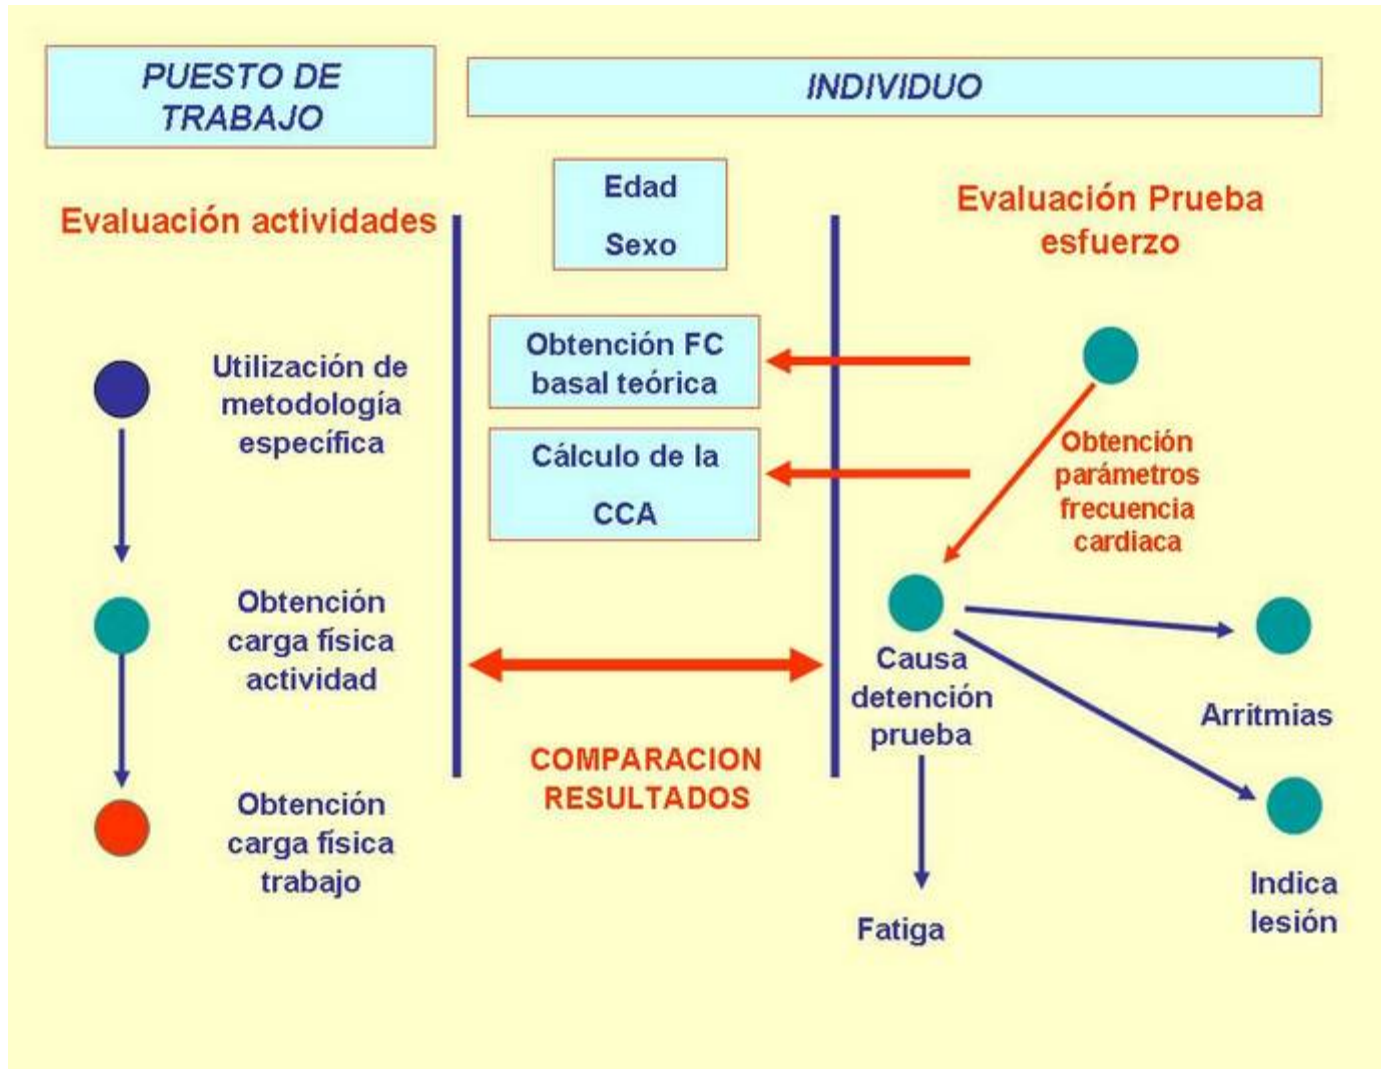 PUESTO DE
TRABAJO
INDIVIDUO
Evaluación actividades
Utilización de
metodología
específica
Obtención
carga física
actividad
Obtención
carga física
trabajo
Edad
Sexo
Obtención FC
basal teórica
Cálculo de la
CCA
COMPARACION
RESULTADOS
Evaluación Prueba
esfuerzo
Obtención
parámetros
frecuencia
cardiaca
Causa
detención
prueba
Arritmias
Fatiga
Indica
lesión